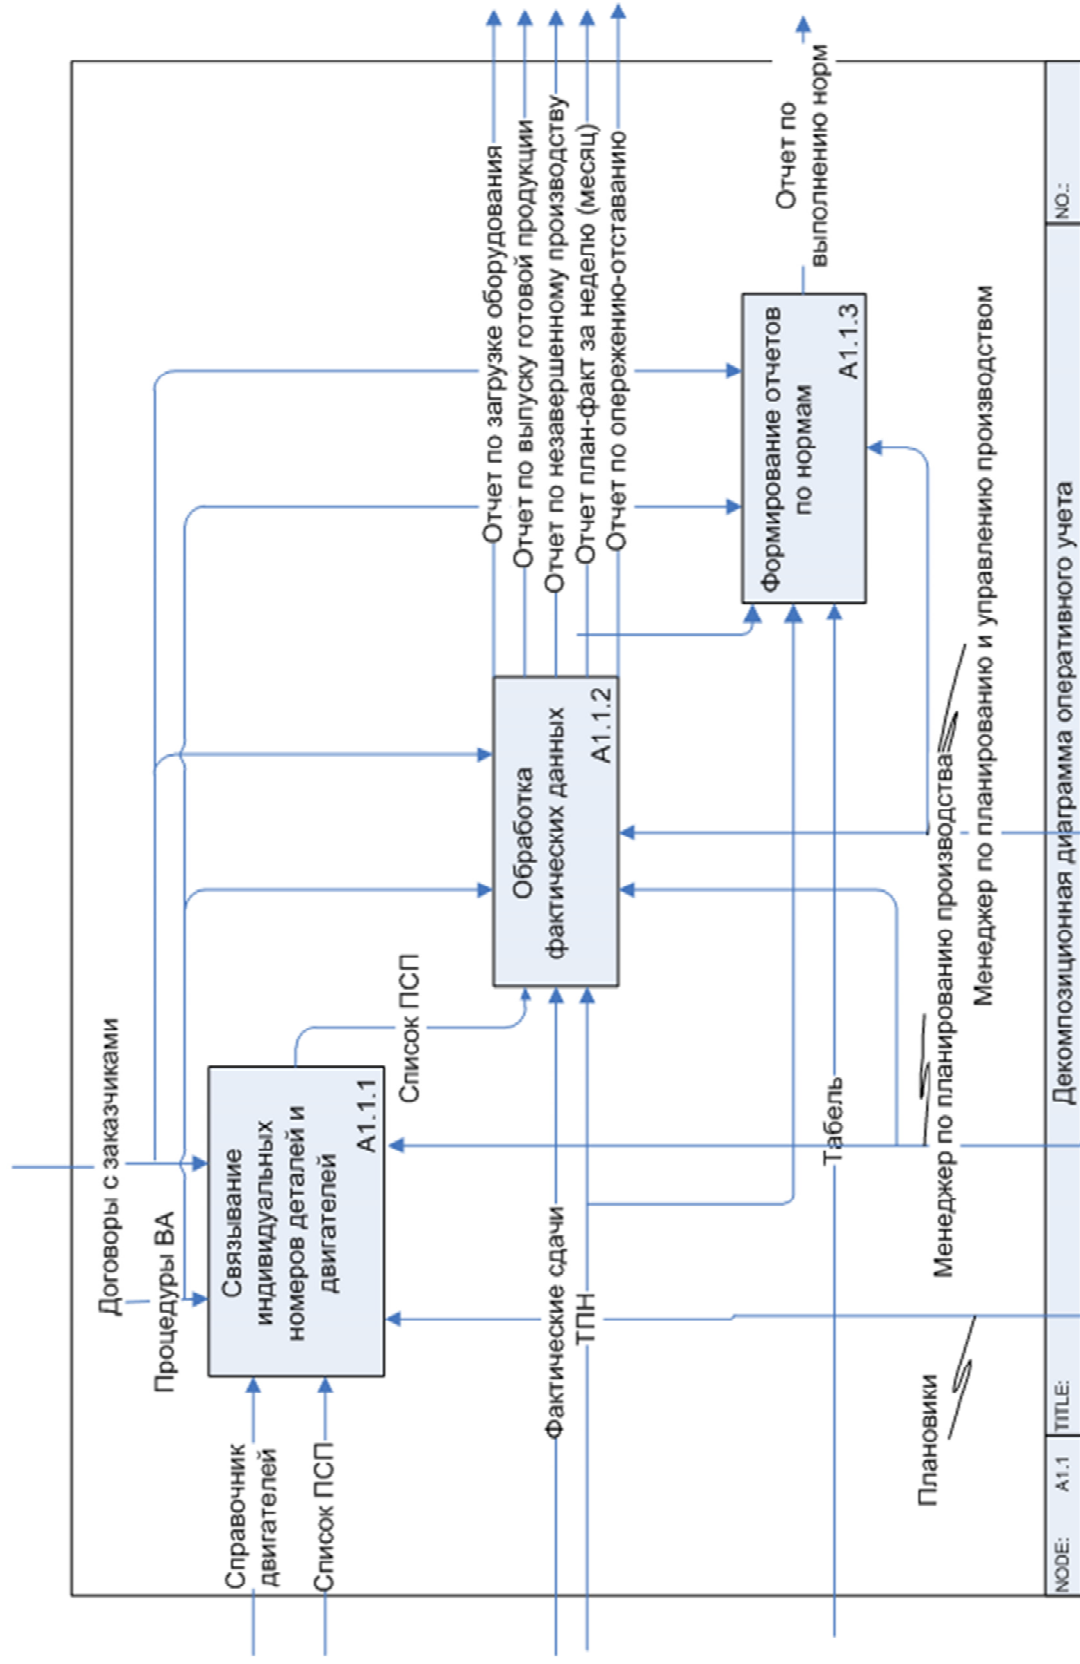 Договоры с заказчиками
Процедуры ВА
Справочник
двигателей
Список ПСП
Связывание
индивидуальных
номеров деталей и
двигателей
А1.1.1
Список ПСП
Фактические сдачи
ТПН
Обработка
фактических данных
А1.1.2
Отчет по загрузке оборудования
Отчет по выпуску готовой продукции
Отчет по незавершенному производству
Отчет план-факт за неделю (месяц)
Отчет по опережению-отставанию
Табель
Формирование отчетов
по нормам
А1.1.3
Отчет по
выполнению норм
Плановики
Менеджер по планированию производства
Менеджер по планированию и управлению производством
NODE:
А1.1
TITLE:
Декомпозиционная диаграмма оперативного учета
NO.: